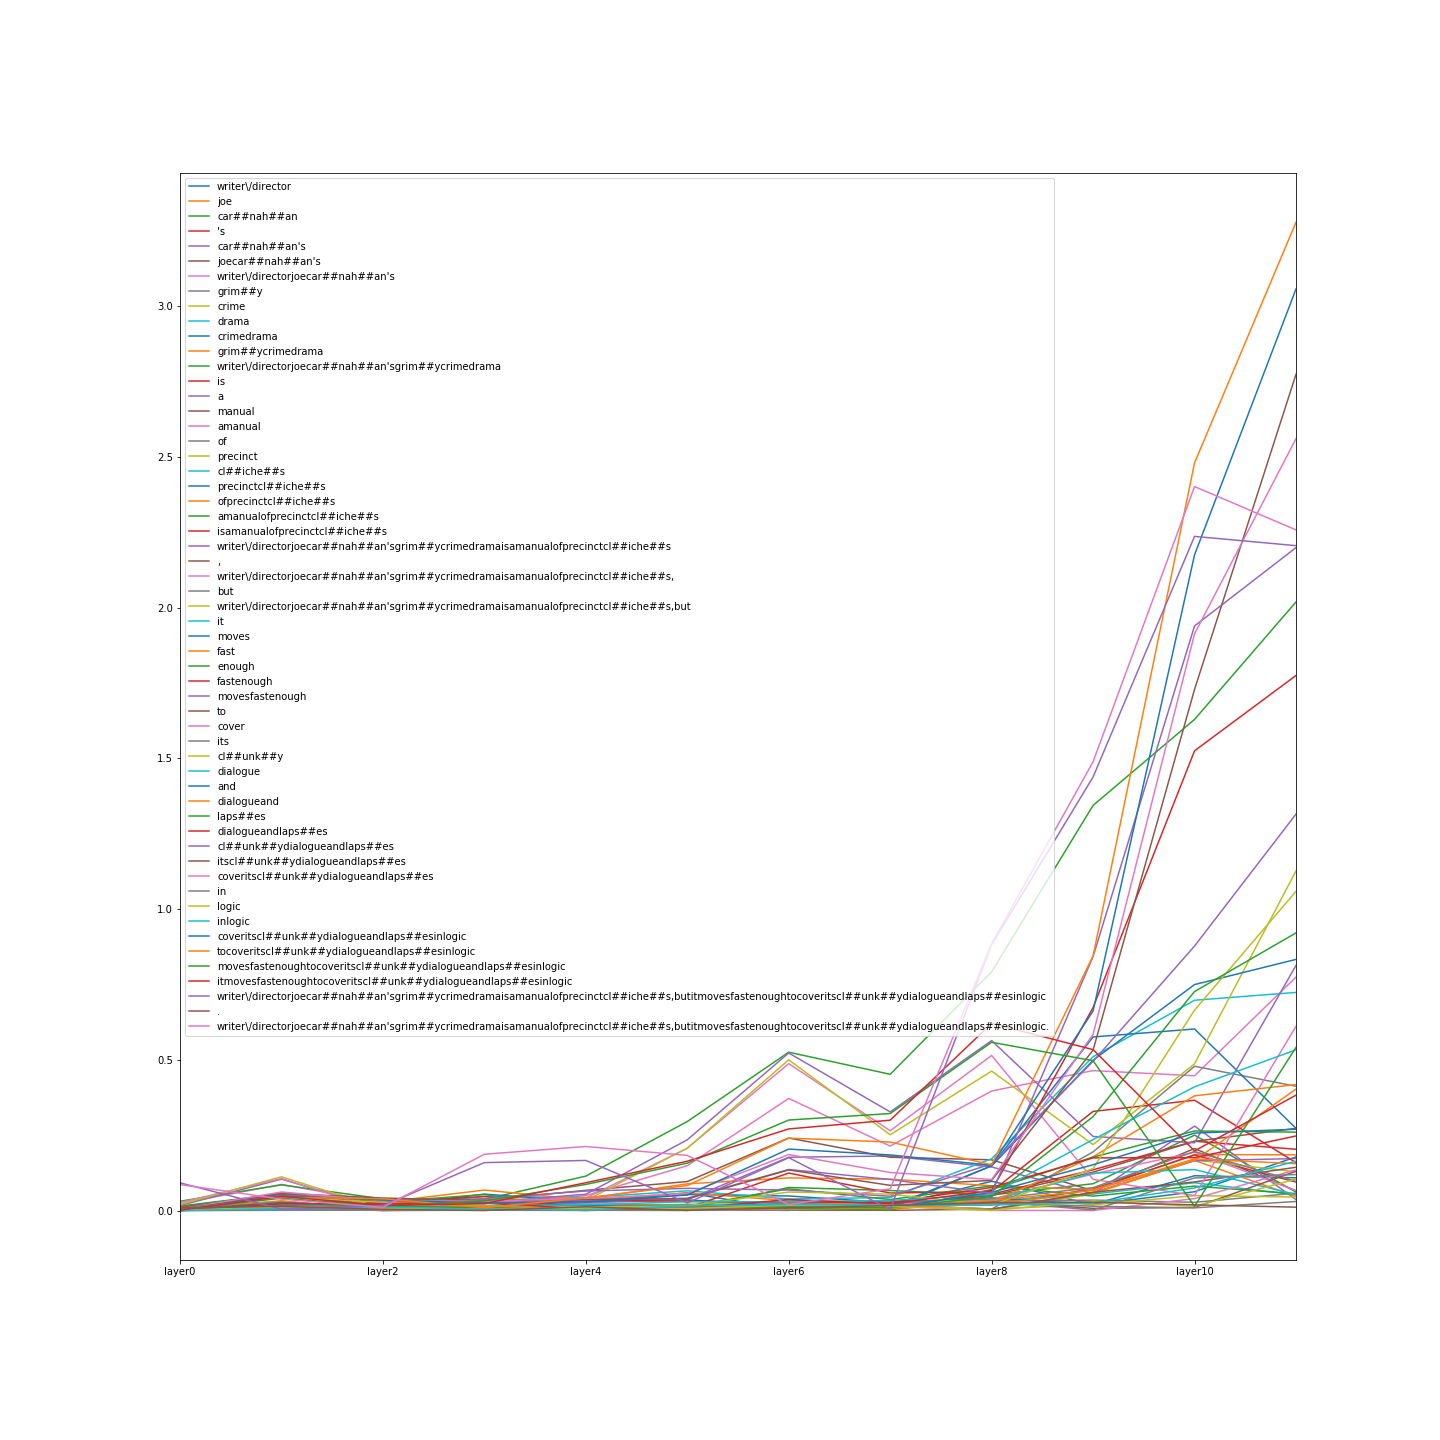 writer\/director
joe
car##nah##an
's
car##nah##an's
joecar##nah##an's
writer\/directorjoecar##nah##an's
grim##y
crime
drama
crimedrama
grim##ycrimedrama
writer\/directorjoecar##nah##an'sgrim##ycrimedrama
is
a
manual
amanual
of
precinct
cl##iche##s
precinctcl##iche##s
ofprecinctcl##iche##s
amanualofprecinctcl##iche##s
isamanualofprecinctcl##iche##s
writer\/directorjoecar##nah##an'sgrim##ycrimedramaisamanualofprecinctcl##iche##s
,
writer\/directorjoecar##nah##an'sgrim##ycrimedramaisamanualofprecinctcl##iche##s,
but
writer\/directorjoecar##nah##an'sgrim##ycrimedramaisamanualofprecinctcl##iche##s,but
it
moves
fast
enough
fastenough
movesfastenough
to
cover
its
cl##unk##y
dialogue
and
dialogueand
laps##es
dialogueandlaps##es
cl##unk##ydialogueandlaps##es
itscl##unk##ydialogueandlaps##es
coveritscl##unk##ydialogueandlaps##es
in
logic
inlogic
coveritscl##unk##ydialogueandlaps##esinlogic
tocoveritscl##unk##ydialogueandlaps##esinlogic
movesfastenoughtocoveritscl##unk##ydialogueandlaps##esinlogic
itmovesfastenoughtocoveritscl##unk##ydialogueandlaps##esinlogic
writer\/directorjoecar##nah##an'sgrim##ycrimedramaisamanualofprecinctcl##iche##s,butitmovesfastenoughtocoveritscl##unk##ydialogueandlaps##esinlogic
.
writer\/directorjoecar##nah##an'sgrim##ycrimedramaisamanualofprecinctcl##iche##s,butitmovesfastenoughtocoveritscl##unk##ydialogueandlaps##esinlogic.
3.0
2.5
2.0
1.5
1.0
0.5
0.0
layer0 layer2 layer4 layer6 layer8 layer10